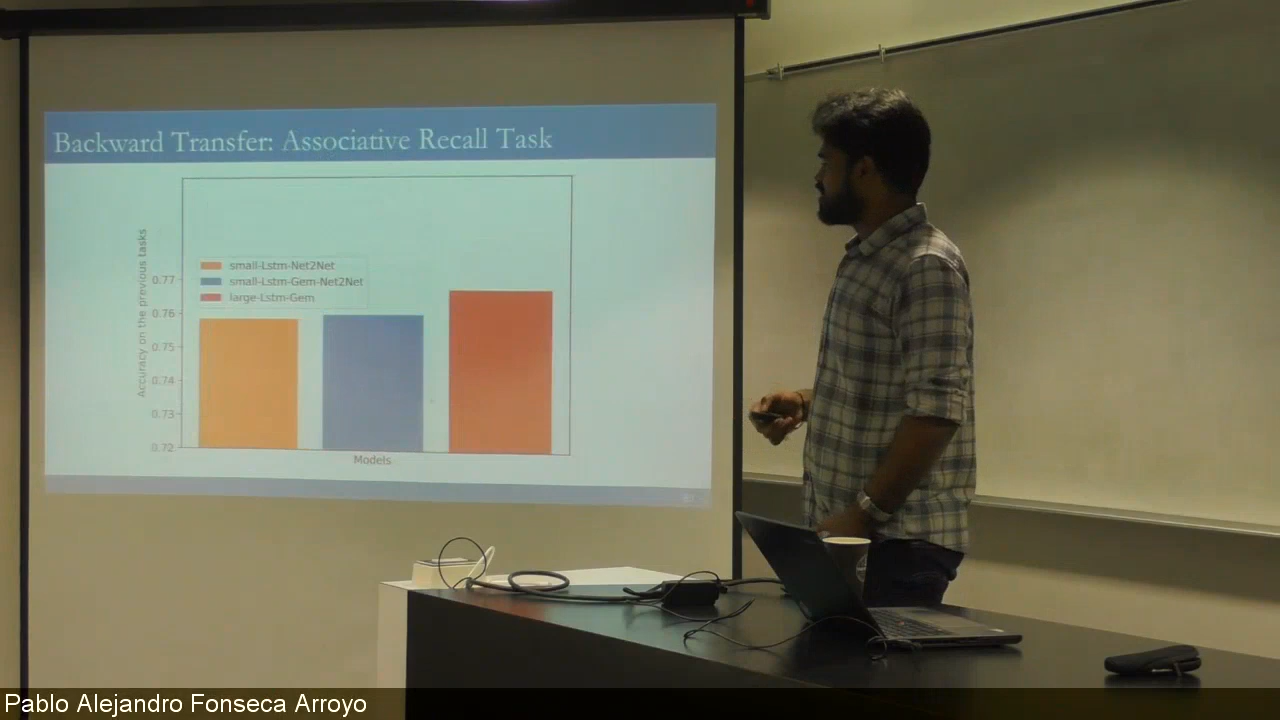 Backward Transfer: Associative Recall Task
Accuracy on the previous tasks
small-Lstm-Net2Net
small-Lstm-Gem-Net2Net
large-Lstm-Gem
0.77
0.76
0.75
0.74
0.73
0.72
Models
Pablo Alejandro Fonseca Arroyo